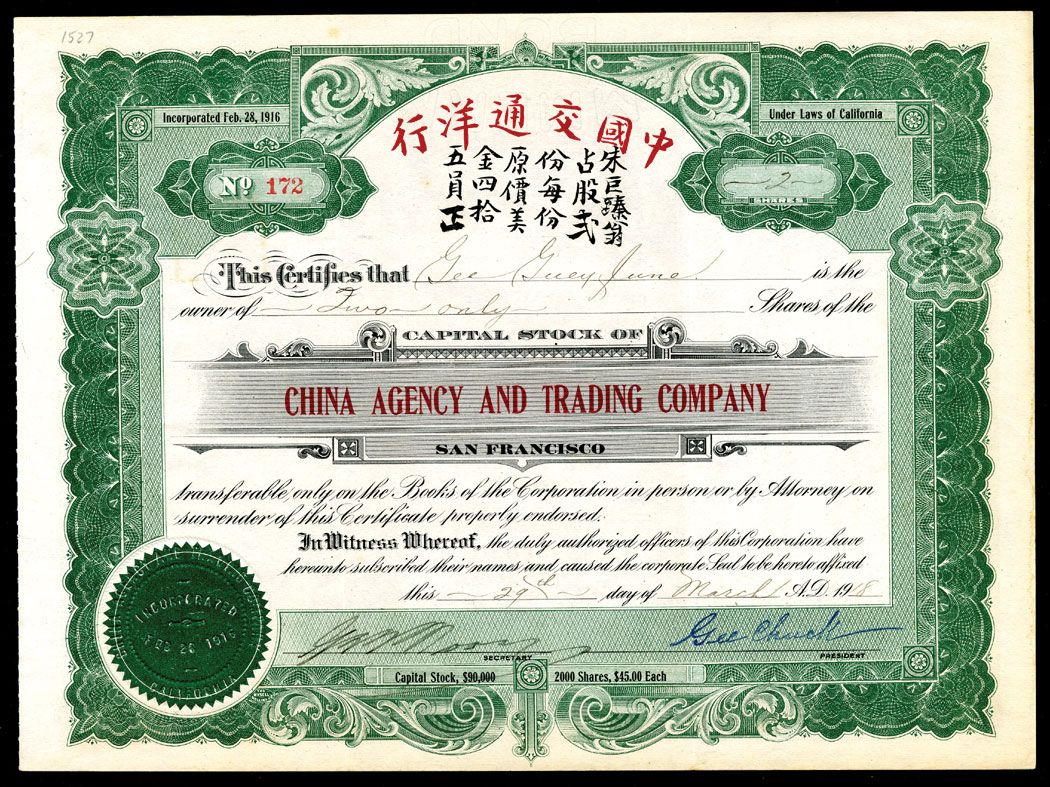 1527
Incorporated Feb. 28, 1916
Under Laws of California
中國交通洋行
朱巨臻翁
占股弍
份每份
原價美
金四拾
五員正
No 172
2
SHARES
This Certifies that Gee Guey June is the
owner of Two only Shares of the
CAPITAL STOCK OF
CHINA AGENCY AND TRADING COMPANY
SAN FRANCISCO
transferable only on the Books of the Corporation in person or by Attorney on
surrender of this Certificate properly endorsed.
In Witness Whereof, the duly authorized officers of this Corporation have
hereunto subscribed their names and caused the corporate Seal to be hereto affixed
this 29th day of March A.D. 1918
INCORPORATED
FEB 28 1916
CALIFORNIA
Gee Chuck
SECRETARY
PRESIDENT
Capital Stock, $90,000
2000 Shares, $45.00 Each